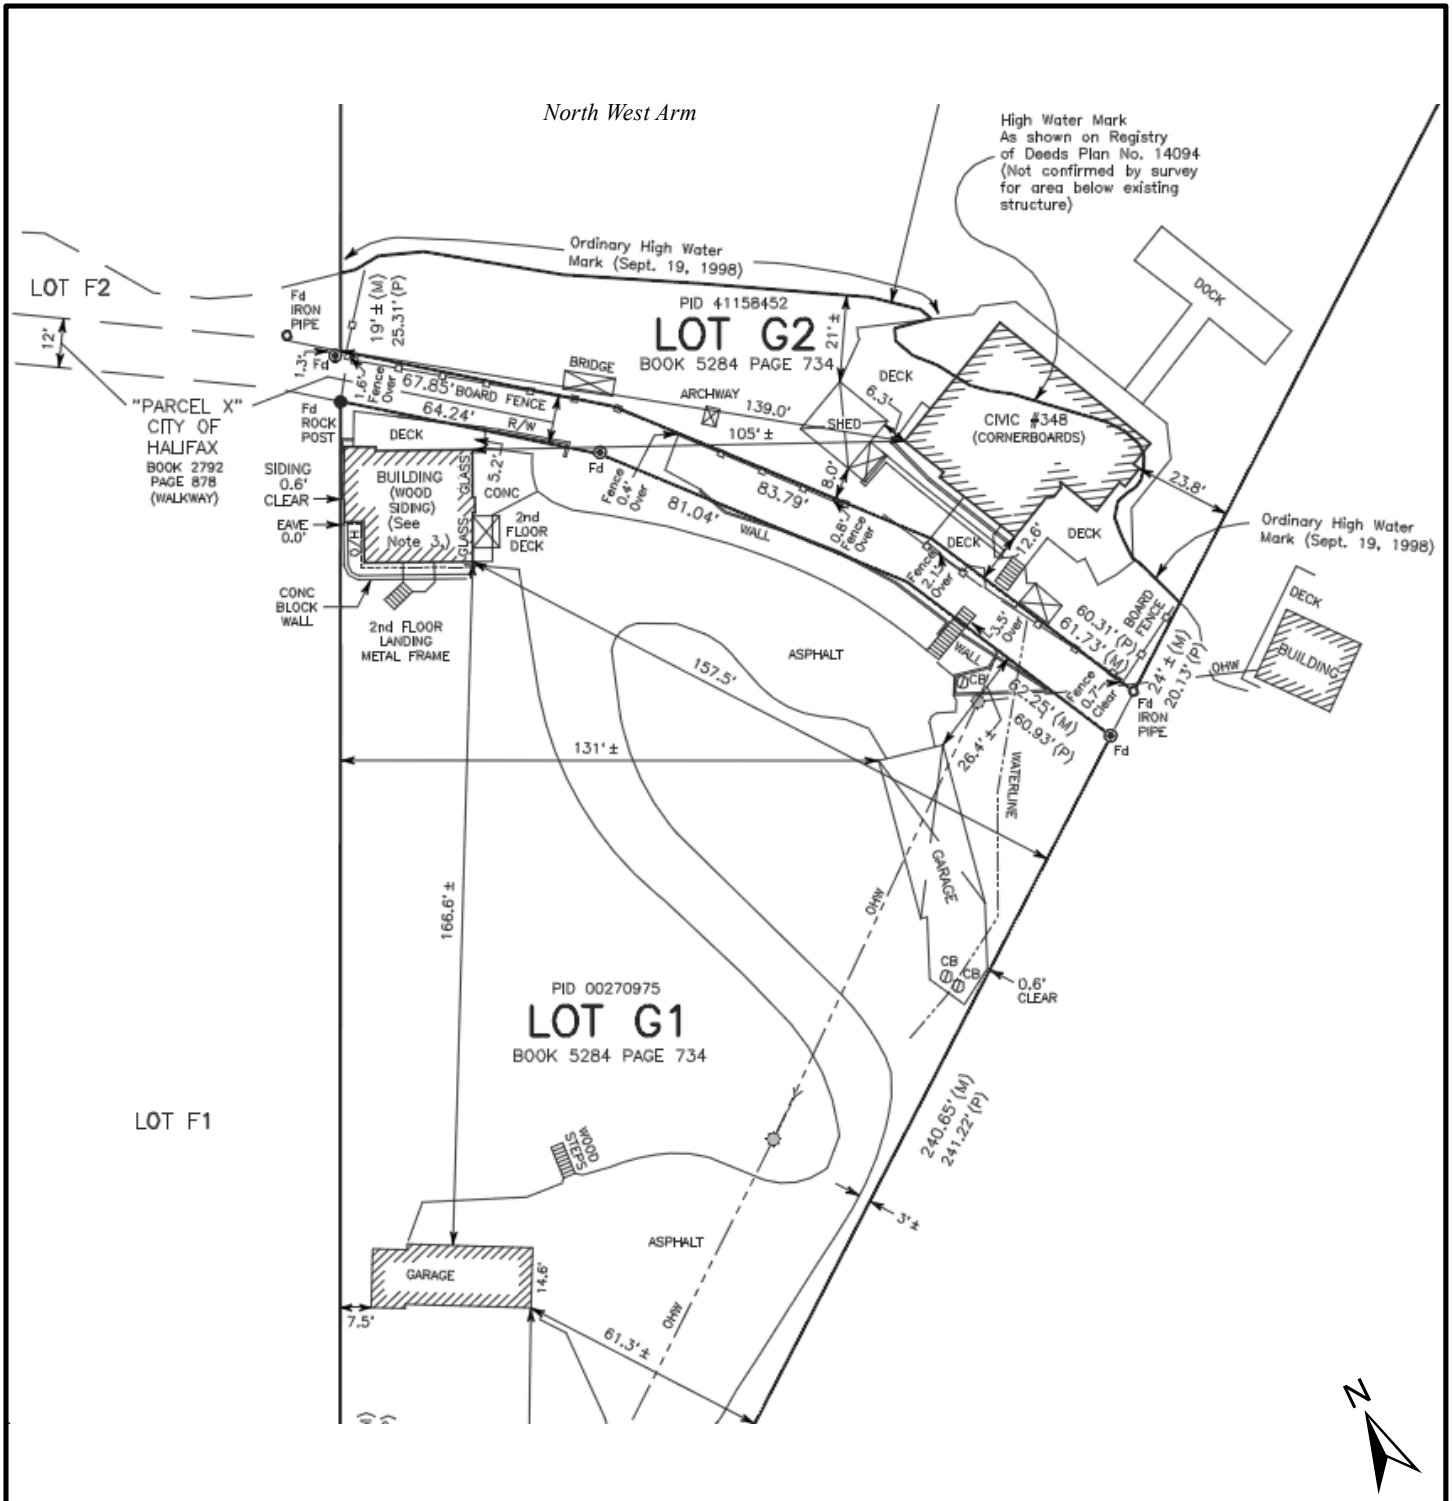 North West Arm
High Water Mark
As shown on Registry
of Deeds Plan No. 14094
(Not confirmed by survey
for area below existing
structure)
Ordinary High Water
Mark (Sept. 19, 1998)
DOCK
LOT F2
12'
Fd
IRON
PIPE
19' ± (M)
25.31' (P)
PID 41158452
LOT G2
BOOK 5284 PAGE 734
21' ±
1.3'
Fd
1.6'
Fence
Over
67.85'
BOARD FENCE
BRIDGE
ARCHWAY
139.0'
DECK
6.3'
SHED
CIVIC #348
(CORNERBOARDS)
"PARCEL X"
CITY OF
HALIFAX
BOOK 2792
PAGE 878
(WALKWAY)
Fd
ROCK
POST
64.24'
R/W
105' ±
DECK
Fd
SIDING
0.6'
CLEAR
BUILDING
(WOOD
SIDING)
(See
Note 3,)
GLASS
GLASS
5.2'
CONC
2nd
FLOOR
DECK
Fence
0.4'
Over
81.04'
83.79'
WALL
8.0'
0.8'
Fence
Over
23.8'
EAVE
0.0'
O/H
DECK
12.6'
DECK
Fence
2.1'
Over
Ordinary High Water
Mark (Sept. 19, 1998)
CONC
BLOCK
WALL
2nd FLOOR
LANDING
METAL FRAME
DECK
BUILDING
3.5'
Over
60.31' (P)
61.73' (M)
BOARD
FENCE
24' ± (M)
20.13' (P)
OHW
ASPHALT
157.5'
WALL
CB
62.25' (M)
60.93' (P)
Fence
0.7'
Clear
Fd
IRON
PIPE
Fd
131' ±
26.4' ±
WATERLINE
GARAGE
166.6' ±
OHW
CB
CB
0.6'
CLEAR
PID 00270975
LOT G1
BOOK 5284 PAGE 734
LOT F1
240.65' (M)
241.22' (P)
WOOD
STEPS
3' ±
ASPHALT
GARAGE
14.6'
7.5'
61.3' ±
OHW
N